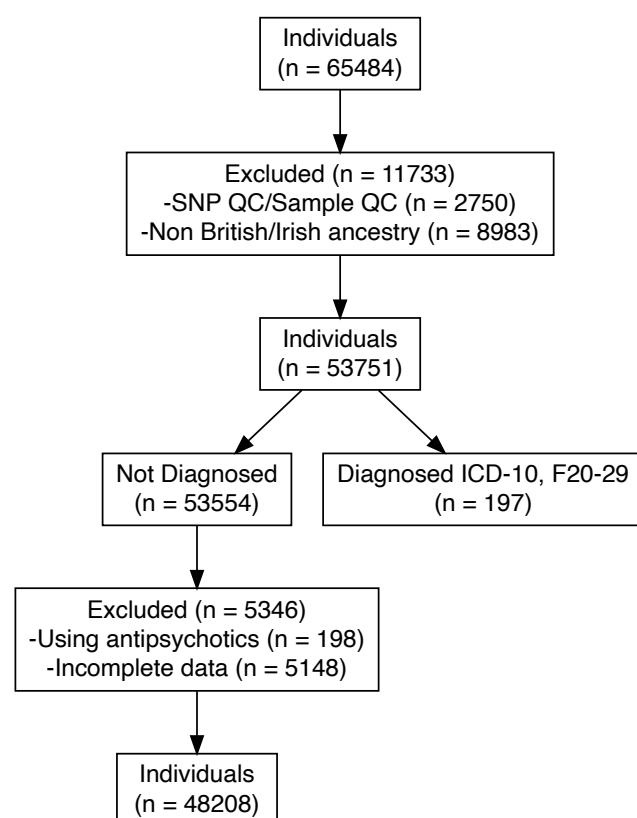 Individuals
(n = 65484)
Excluded (n = 11733)
-SNP QC/Sample QC (n = 2750)
-Non British/Irish ancestry (n = 8983)
Individuals
(n = 53751)
Not Diagnosed
(n = 53554)
Diagnosed ICD-10, F20-29
(n = 197)
Excluded (n = 5346)
-Using antipsychotics (n = 198)
-Incomplete data (n = 5148)
Individuals
(n = 48208)